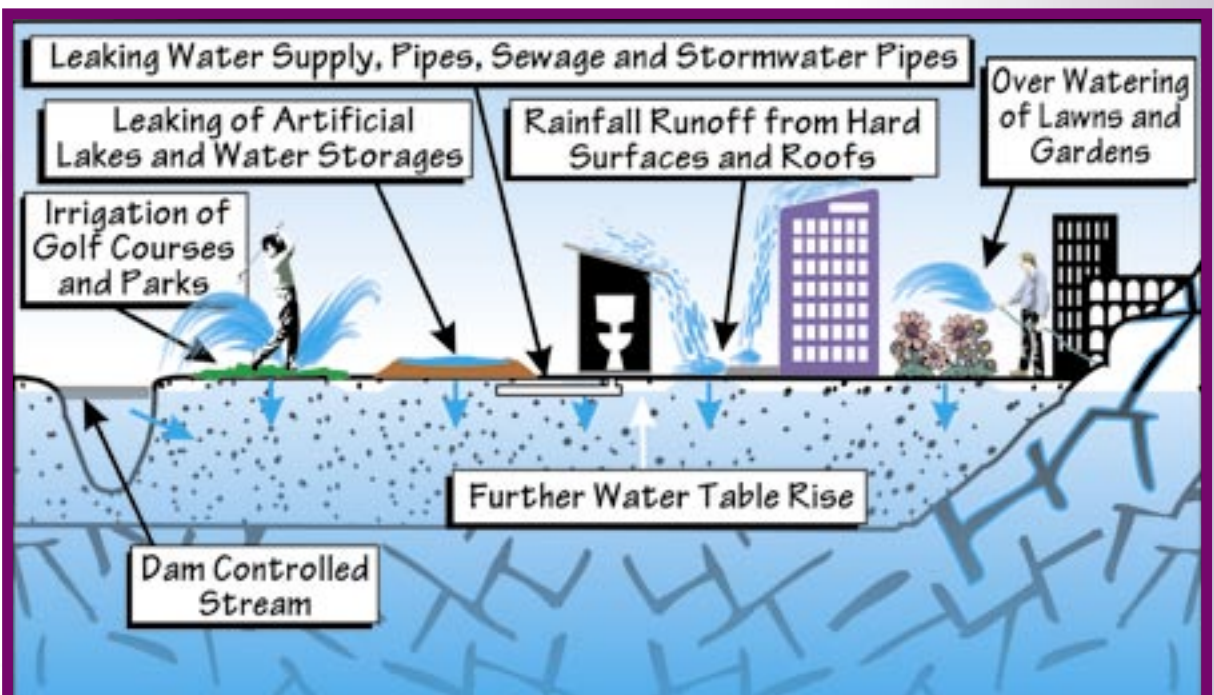 Leaking Water Supply, Pipes, Sewage and Stormwater Pipes
Leaking of Artificial
Lakes and Water Storages
Rainfall Runoff from Hard
Surfaces and Roofs
Over Watering
of Lawns and
Gardens
Irrigation of
Golf Courses
and Parks
Further Water Table Rise
Dam Controlled
Stream